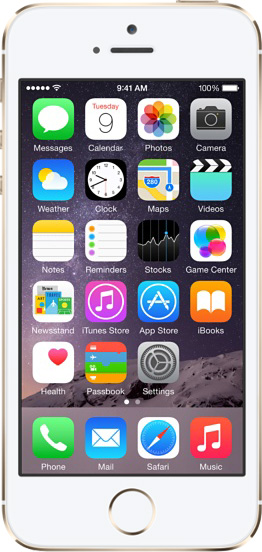 9:41 AM 100%
Tuesday
9
Messages Calendar Photos Camera
280
Weather Clock Maps Videos
Notes Reminders Stocks Game Center
Newsstand iTunes Store App Store iBooks
Health Passbook Settings
Phone Mail Safari Music